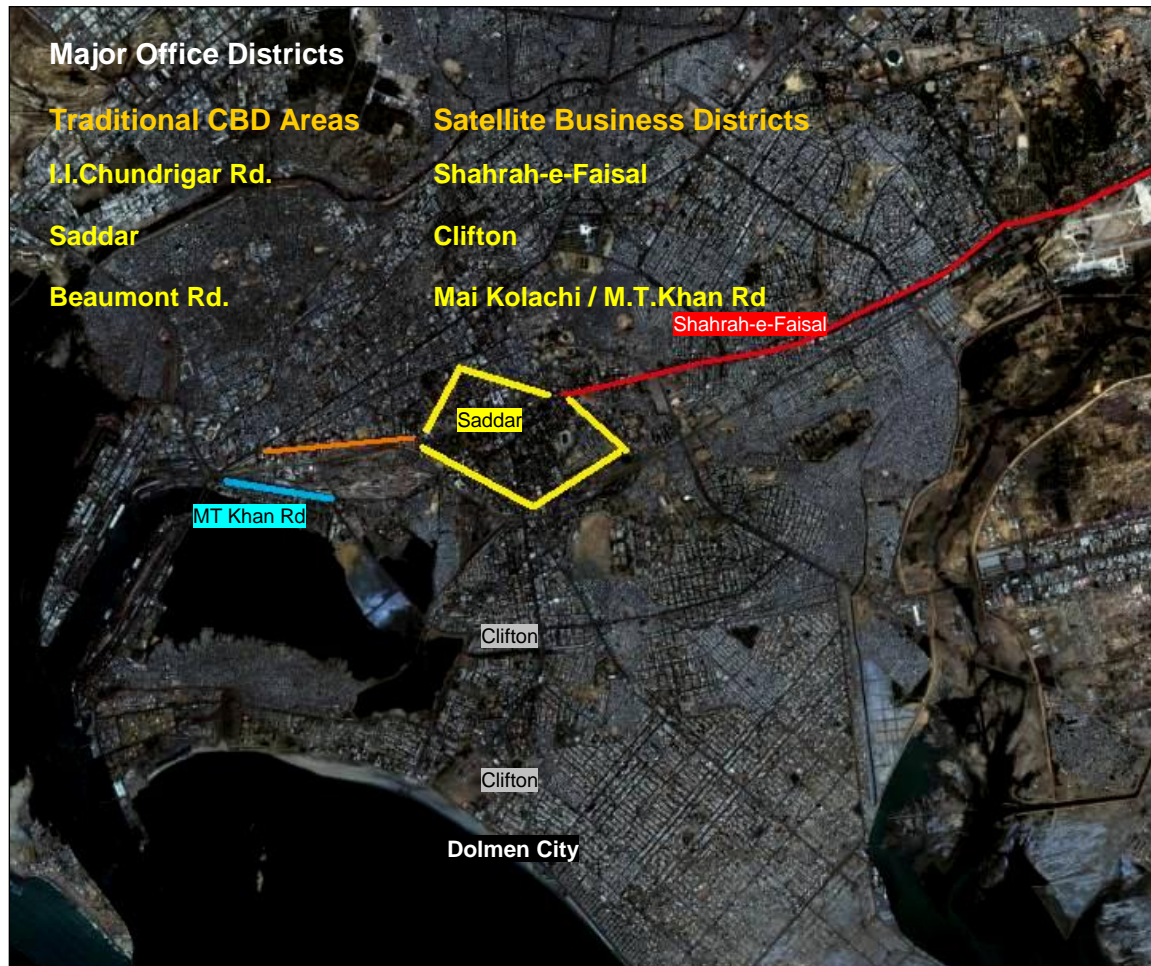 Major Office Districts
Traditional CBD Areas
Satellite Business Districts
I.I.Chundrigar Rd.
Shahrah-e-Faisal
Saddar
Clifton
Beaumont Rd.
Mai Kolachi / M.T.Khan Rd
Shahrah-e-Faisal
Saddar
MT Khan Rd
Clifton
Clifton
Dolmen City